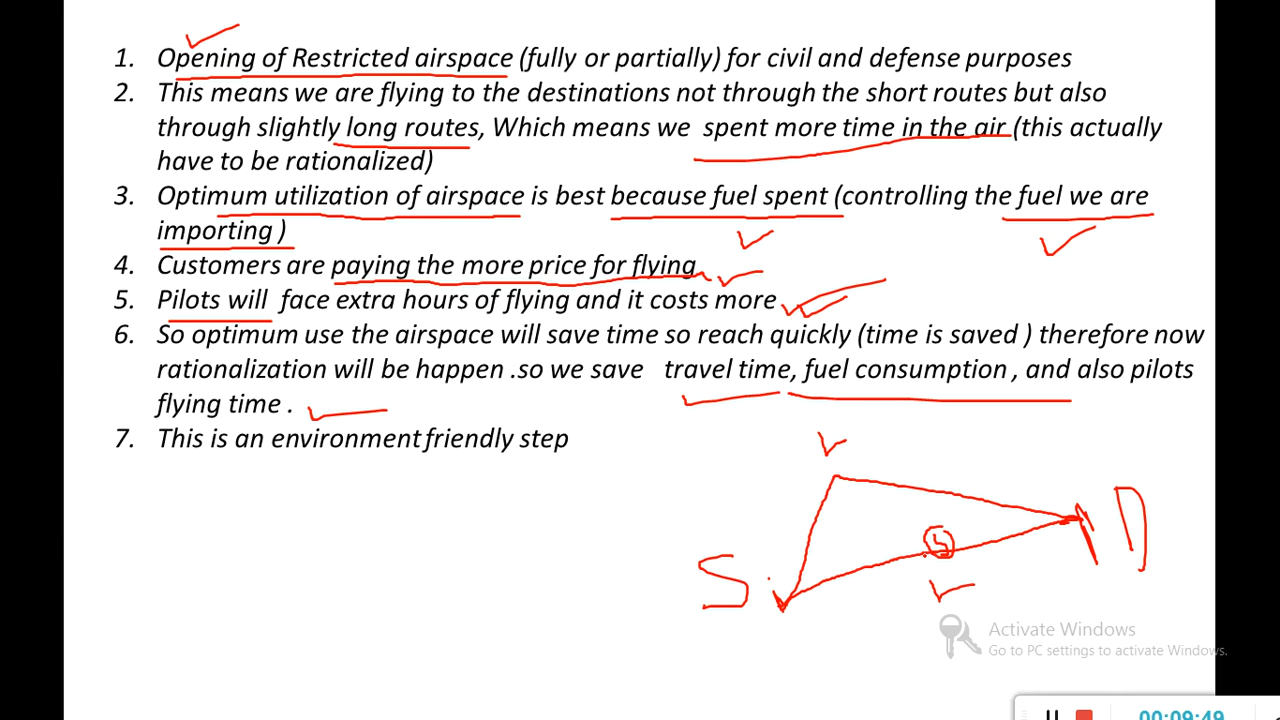 1. Opening of Restricted airspace (fully or partially) for civil and defense purposes
2. This means we are flying to the destinations not through the short routes but also
through slightly long routes, Which means we spent more time in the air (this actually
have to be rationalized)
3. Optimum utilization of airspace is best because fuel spent (controlling the fuel we are
importing )
4. Customers are paying the more price for flying
5. Pilots will face extra hours of flying and it costs more
6. So optimum use the airspace will save time so reach quickly (time is saved ) therefore now
rationalization will be happen .so we save travel time, fuel consumption , and also pilots
flying time .
7. This is an environment friendly step
S
D
Activate Windows
Go to PC settings to activate Windows.
00:09:49